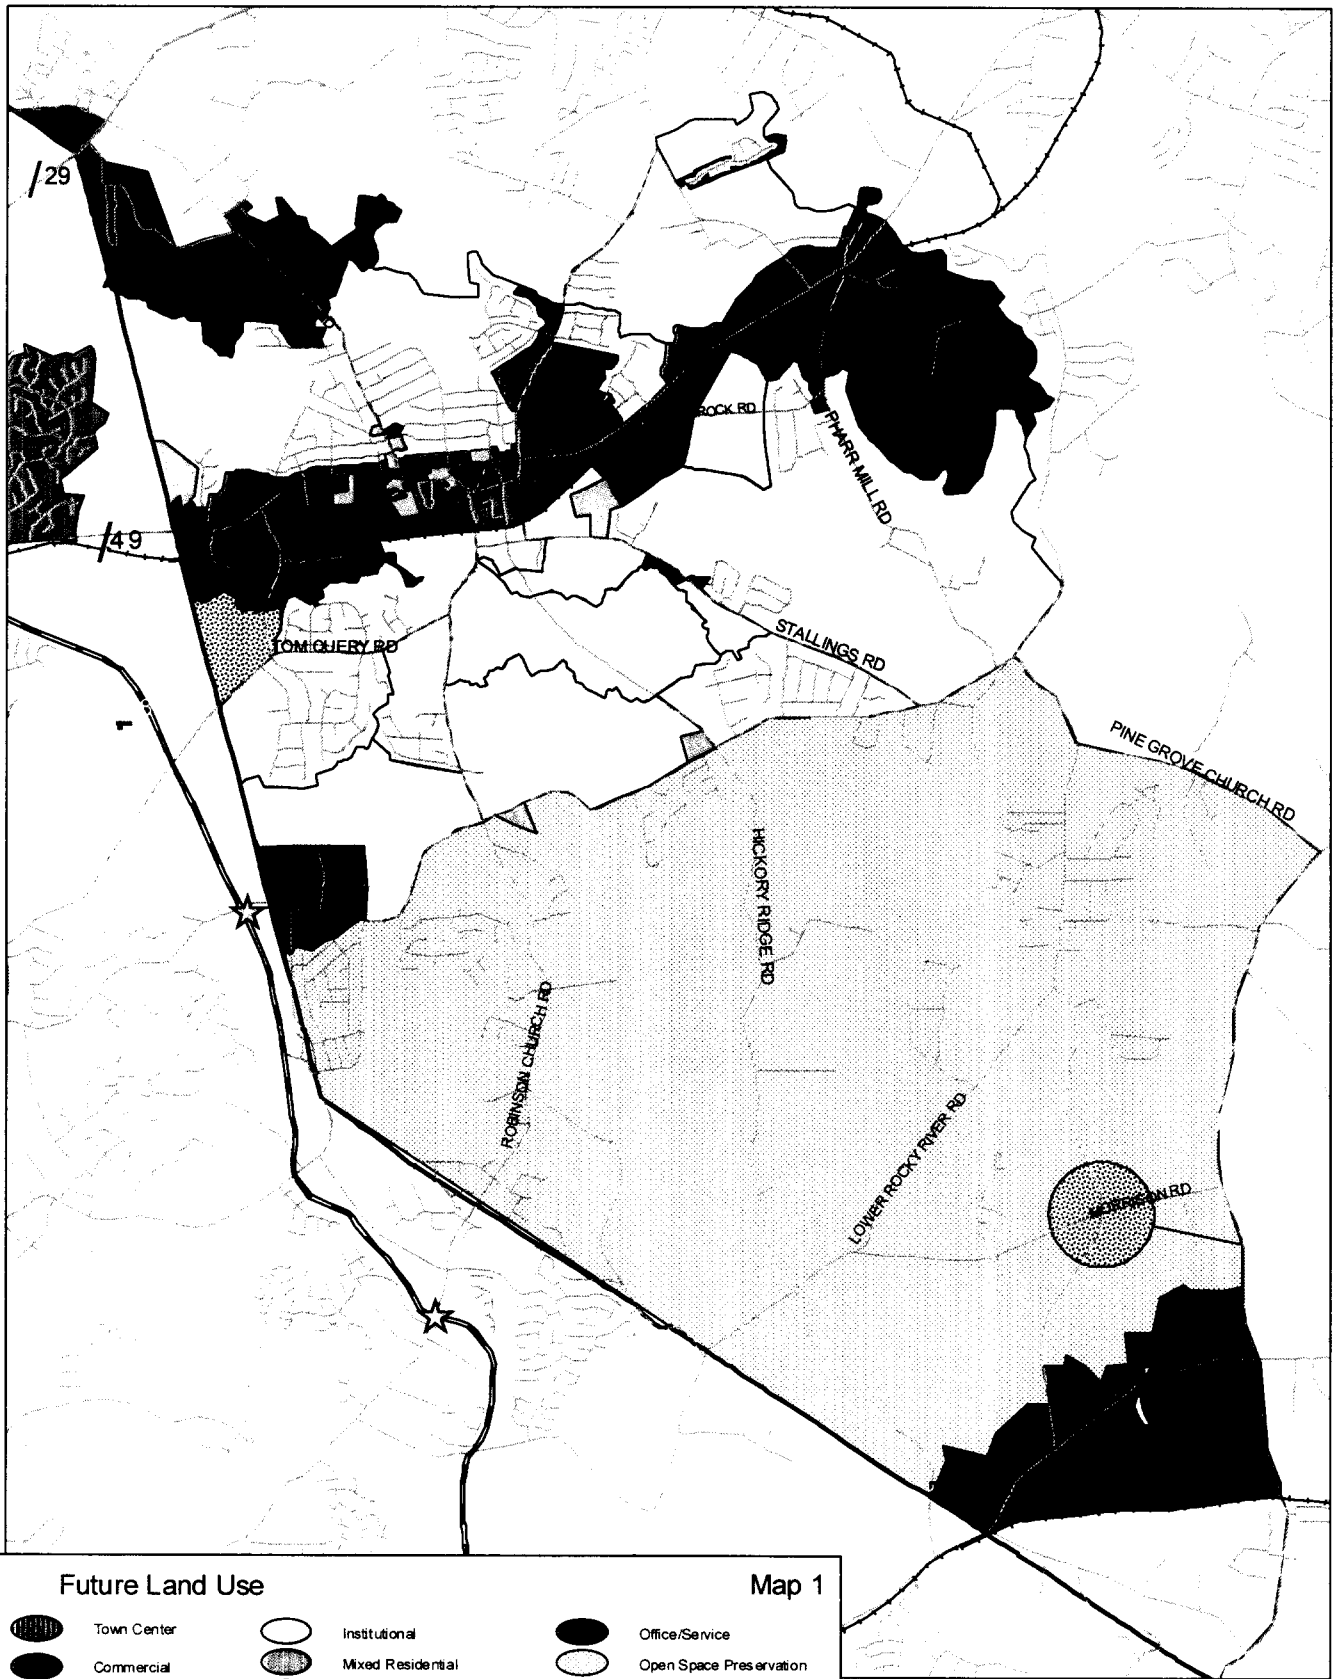 29
ROCK RD
PHARR MILL RD
49
TOM QUERY RD
STALLINGS RD
PINE GROVE CHURCH RD
HICKORY RIDGE RD
ROBINSON CHURCH RD
LOWER ROCKY RIVER RD
MORRISON RD
Future Land Use
Map 1
Town Center
Institutional
Office/Service
Commercial
Mixed Residential
Open Space Preservation